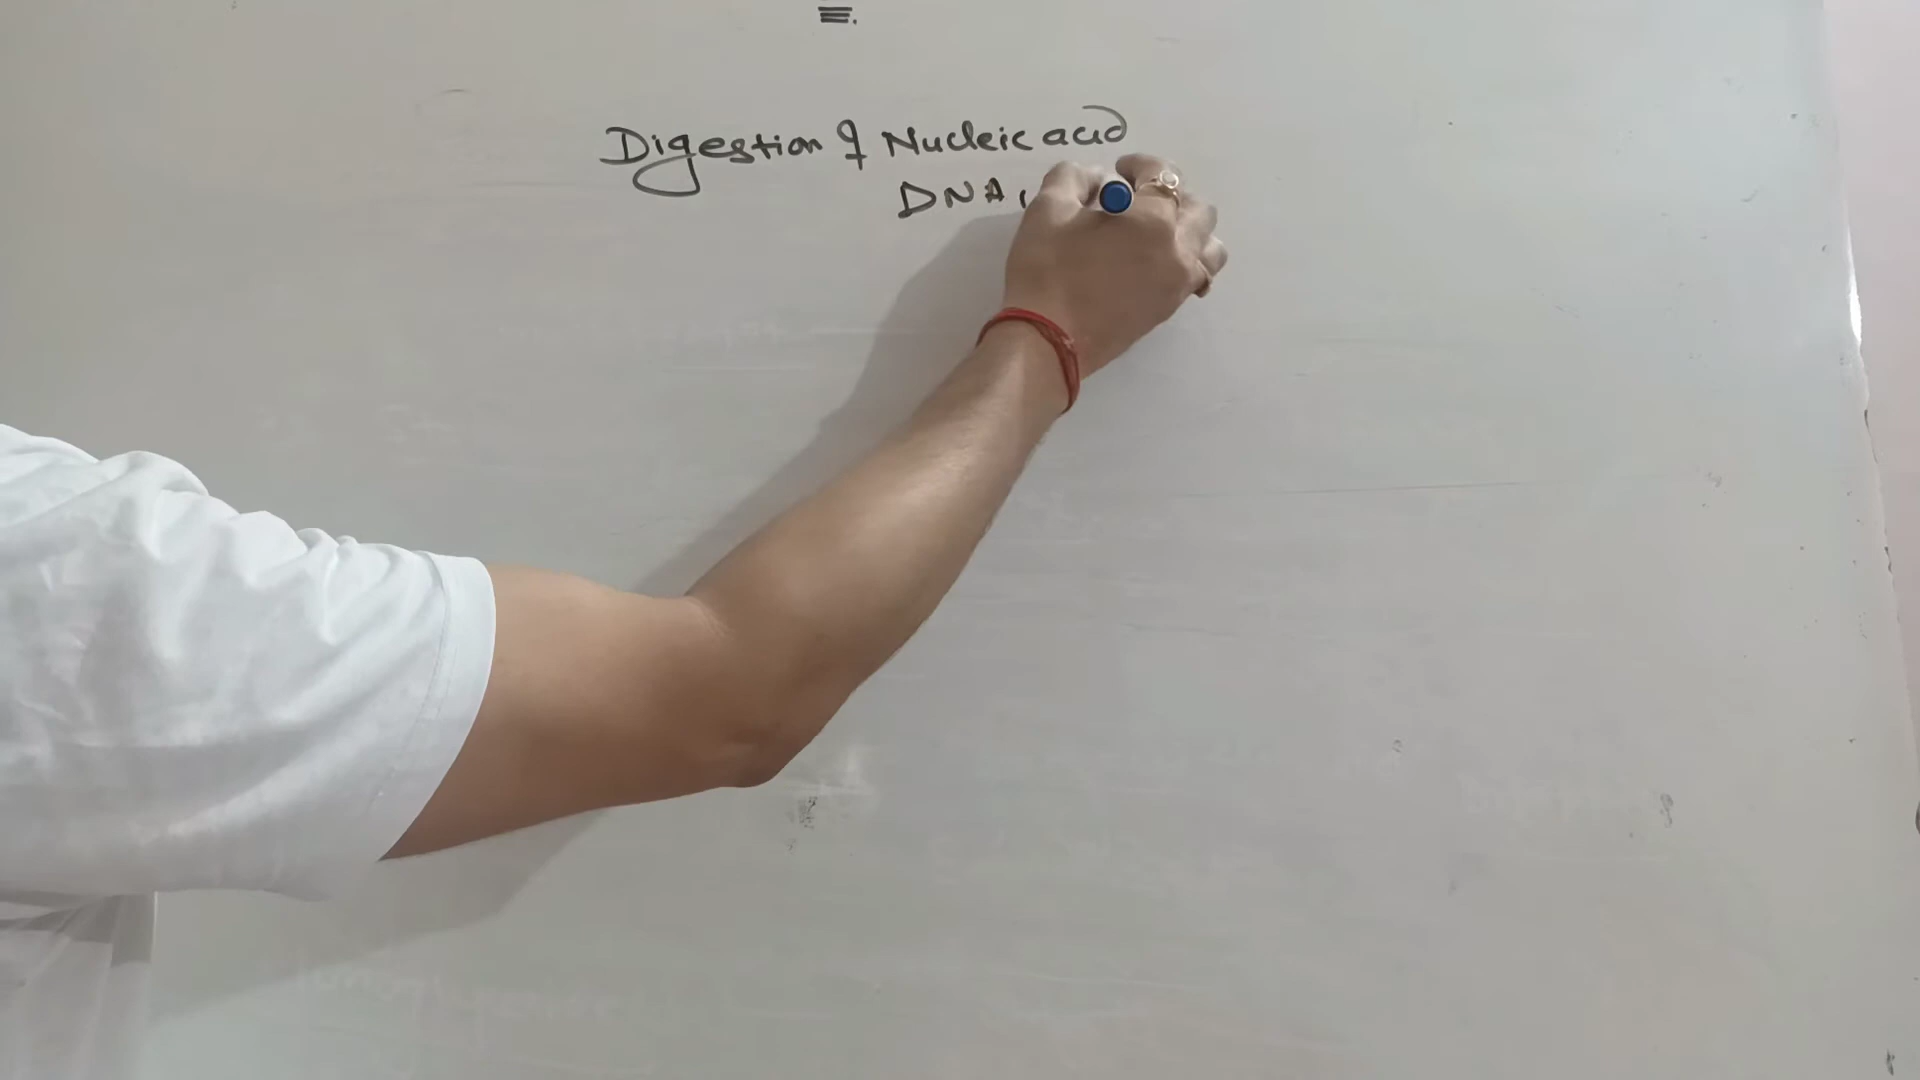 Digestion of Nucleic acid
DNA,